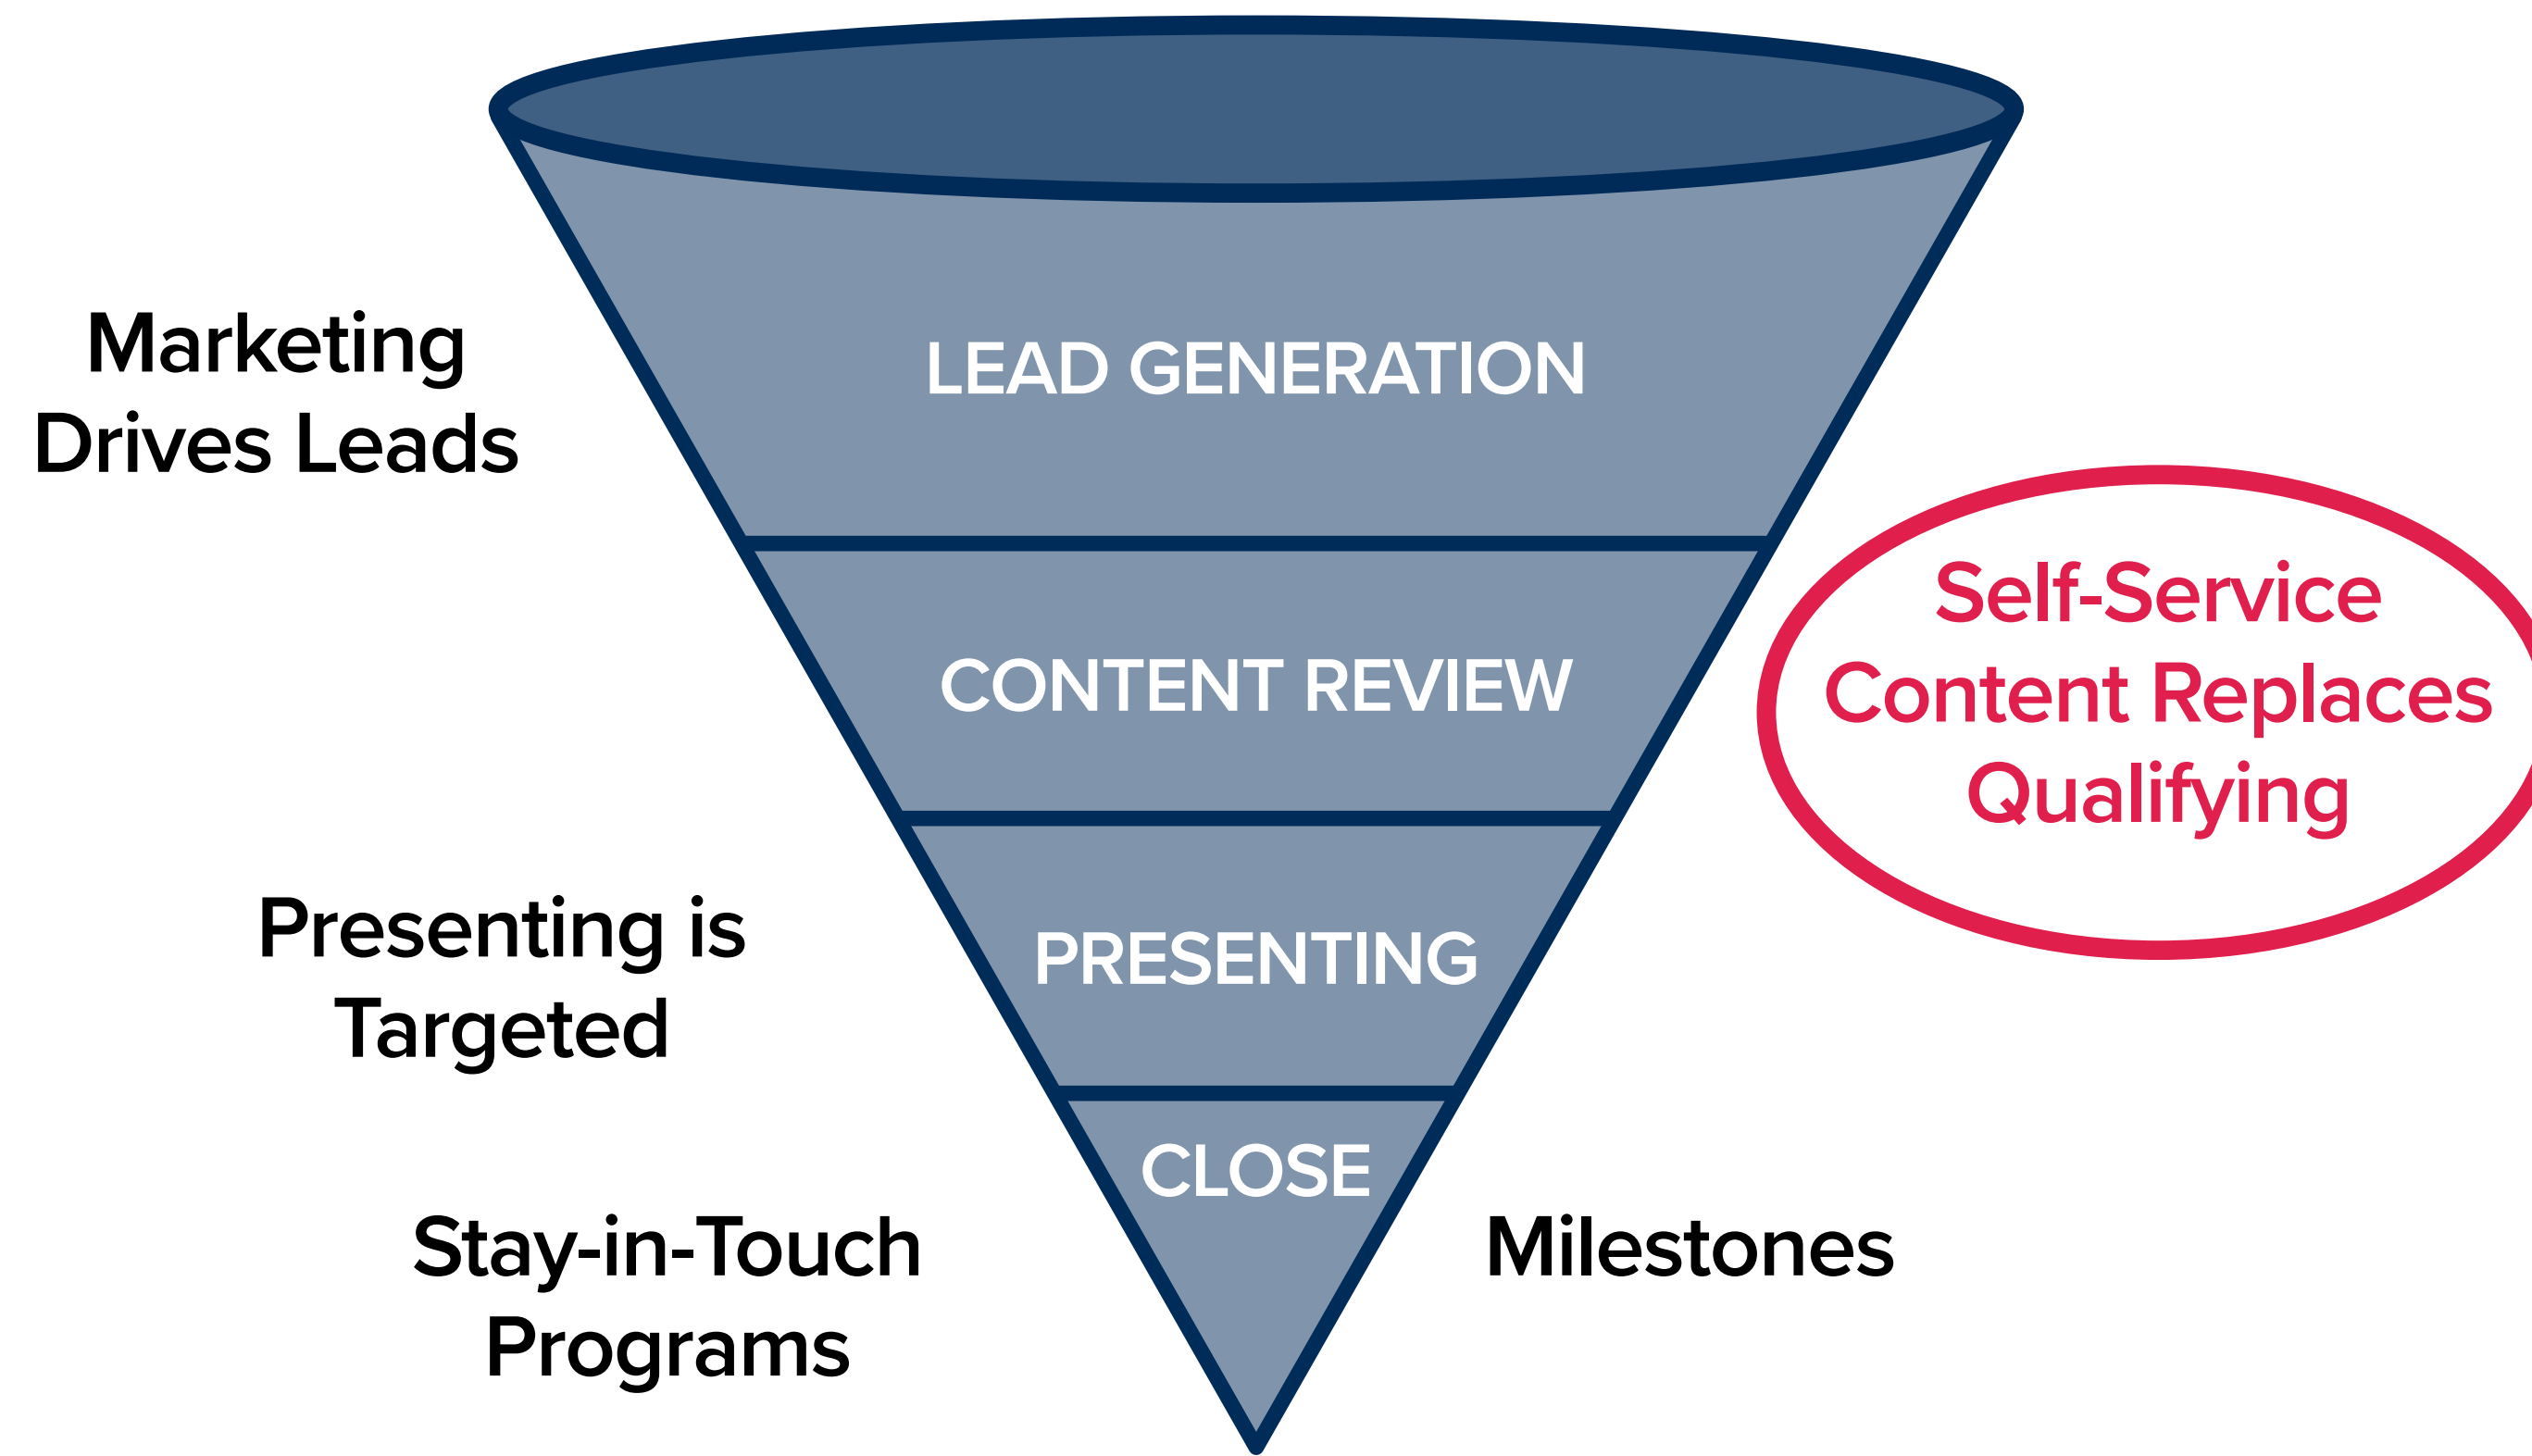 Marketing
Drives Leads
LEAD GENERATION
CONTENT REVIEW
Self-Service
Content Replaces
Qualifying
Presenting is
Targeted
PRESENTING
CLOSE
Stay-in-Touch
Programs
Milestones